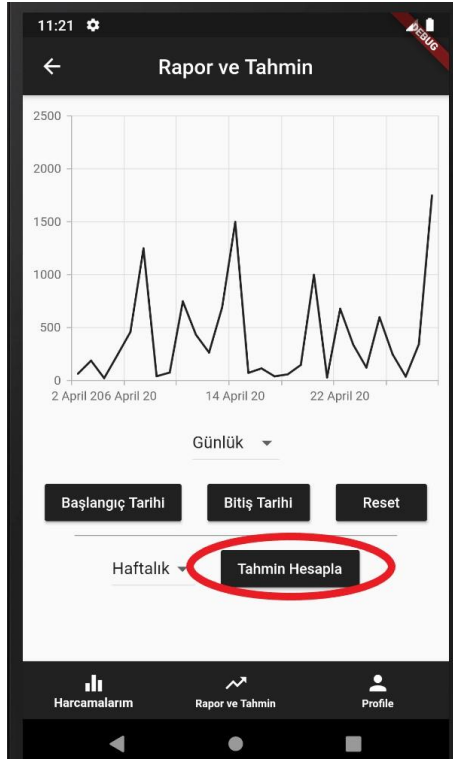 11:21
DEBUG
Rapor ve Tahmin
2500
2000
1500
1000
500
0
2 April 206 April 20 14 April 20 22 April 20
Günlük
Başlangıç Tarihi Bitiş Tarihi Reset
Haftalık Tahmin Hesapla
Harcamalarım Rapor ve Tahmin Profile